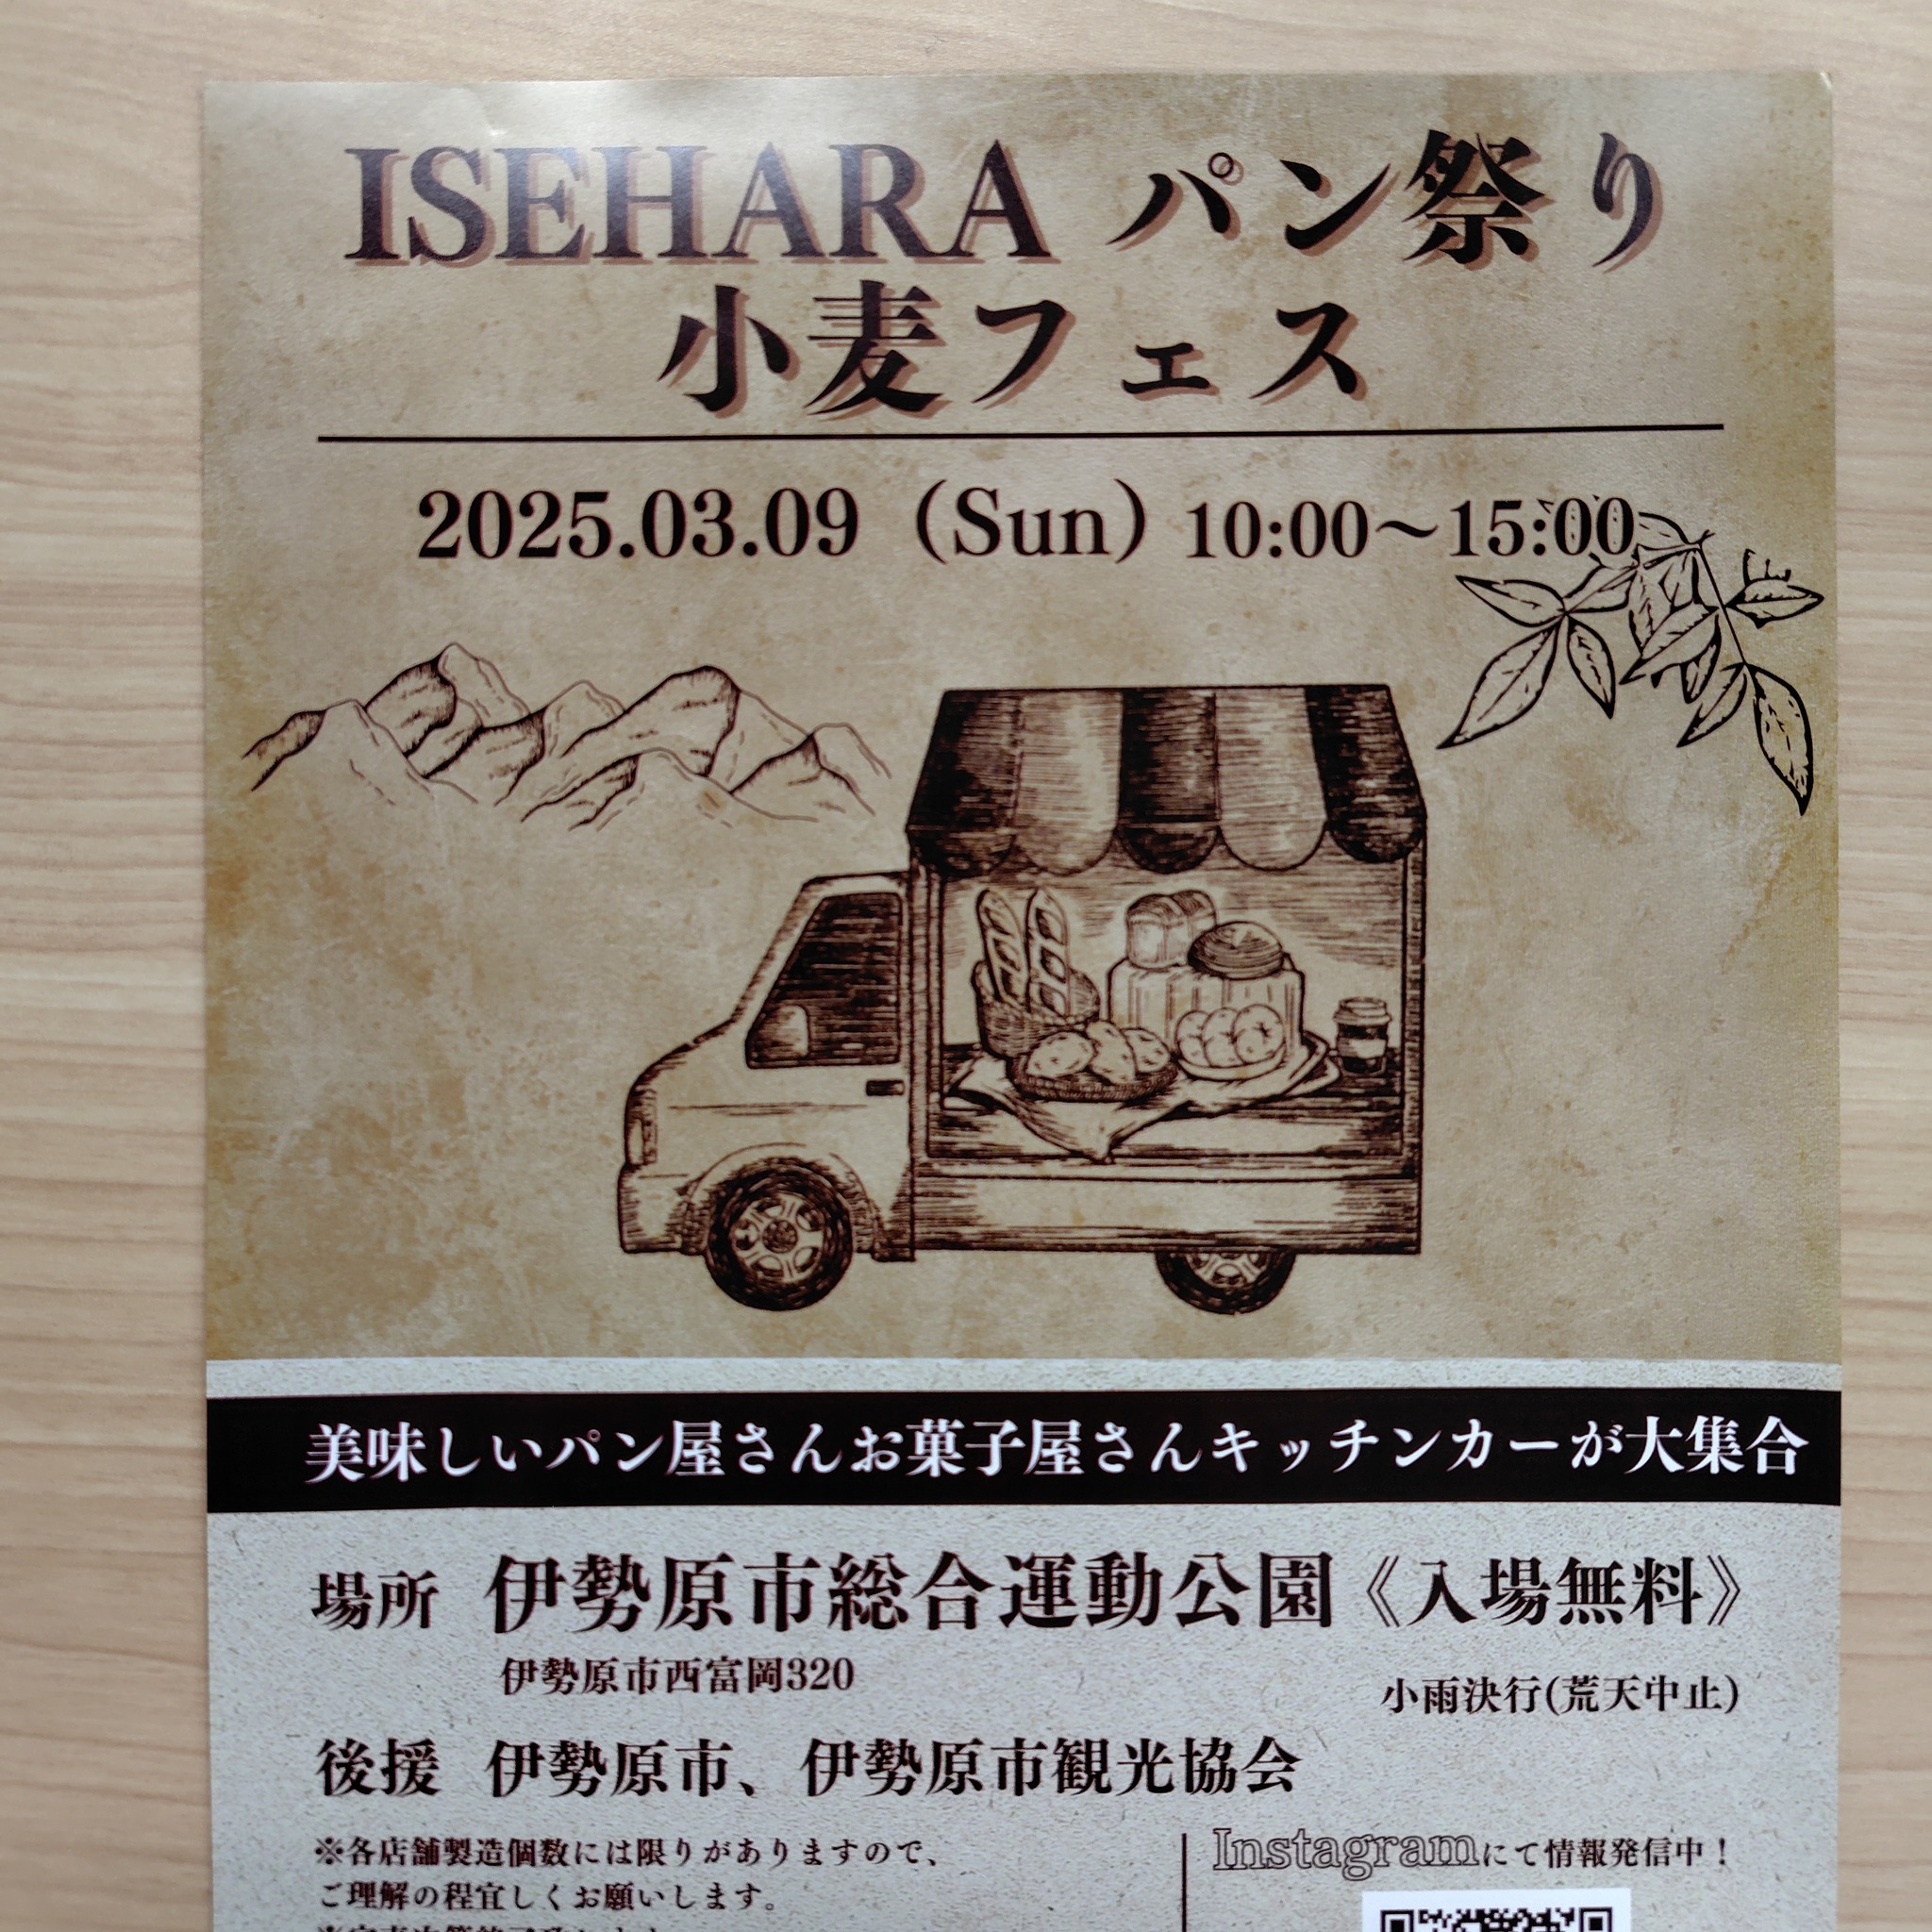 ISEHARA パン祭り
小麦フェス
2025.03.09 (Sun) 10:00～15:00
美味しいパン屋さんお菓子屋さんキッチンカーが大集合
場所 伊勢原市総合運動公園《入場無料》
伊勢原市西富岡320
小雨決行(荒天中止)
後援 伊勢原市、伊勢原市観光協会
※各店舗製造個数には限りがありますので、
ご理解の程宜しくお願いします。
Instagramにて情報発信中！